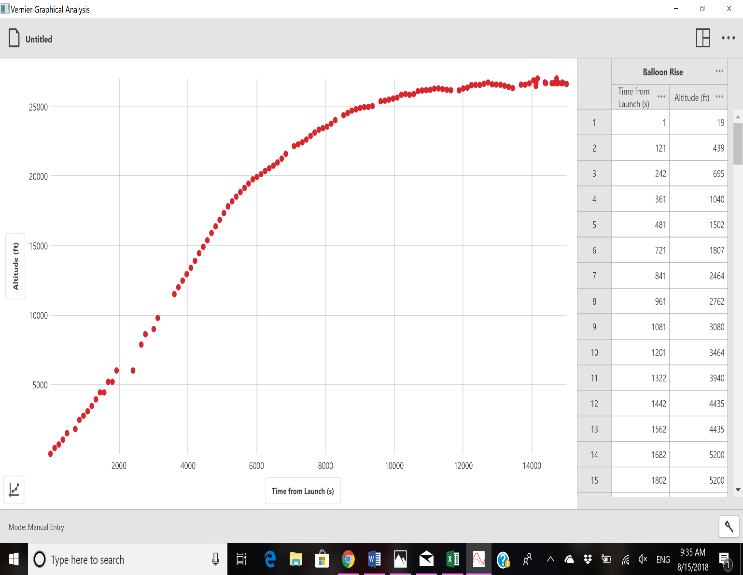 Vernier Graphical Analysis
Untitled
Balloon Rise
Time from Launch (s)
Altitude (ft)
1 1 19
2 121 439
3 242 695
4 361 1040
5 481 1502
6 721 1807
7 841 2464
8 961 2762
9 1081 3080
10 1201 3464
11 1322 3940
12 1442 4435
13 1562 4435
14 1682 5200
15 1802 5200
Altitude (ft)
25000
20000
15000
10000
5000
2000 4000 6000 8000 10000 12000 14000
Time from Launch (s)
Mode: Manual Entry
Type here to search
ENG
9:35 AM
8/15/2018